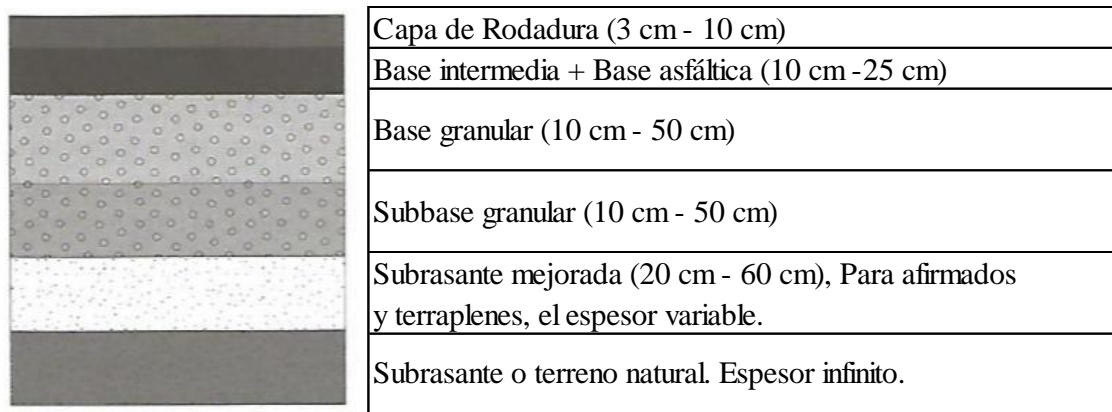 Capa de Rodadura (3 cm - 10 cm)
Base intermedia + Base asfáltica (10 cm -25 cm)
Base granular (10 cm - 50 cm)
Subbase granular (10 cm - 50 cm)
Subrasante mejorada (20 cm - 60 cm), Para afirmados
y terraplenes, el espesor variable.
Subrasante o terreno natural. Espesor infinito.